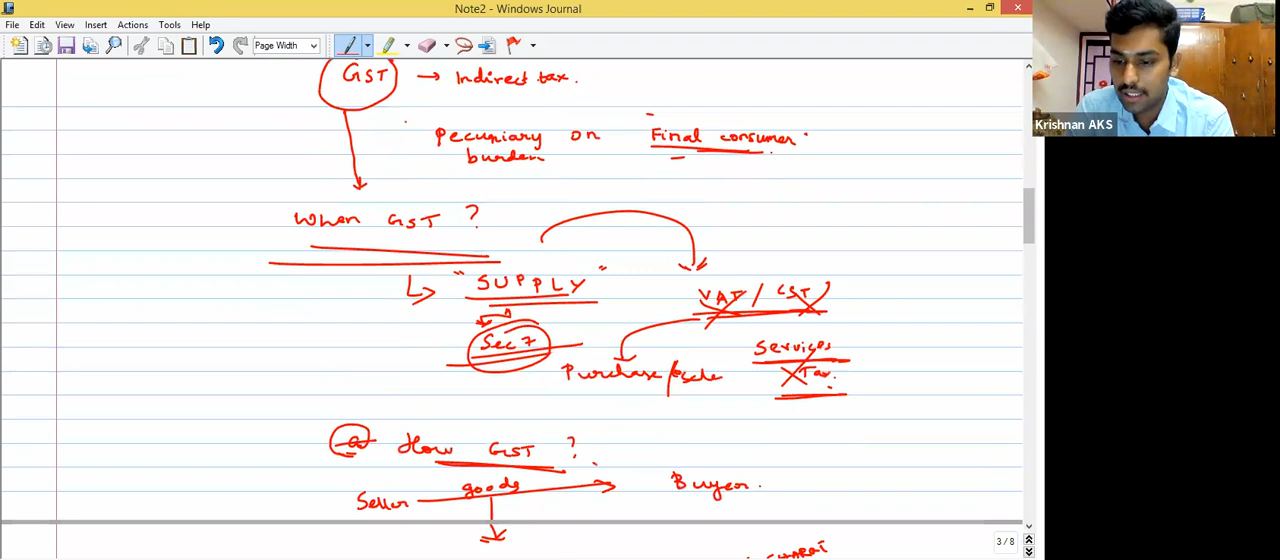 Note2 - Windows Journal
File Edit View Insert Actions Tools Help
Page Width
GST → Indirect tax.
Pecuniary on Final consumer.
burden
When GST ?
"SUPPLY"
VAT / CST
Sec 7
Services
Tax.
Purchase / Sale
How GST ?
Seller goods Buyer.
3 / 8
Krishnan AKS